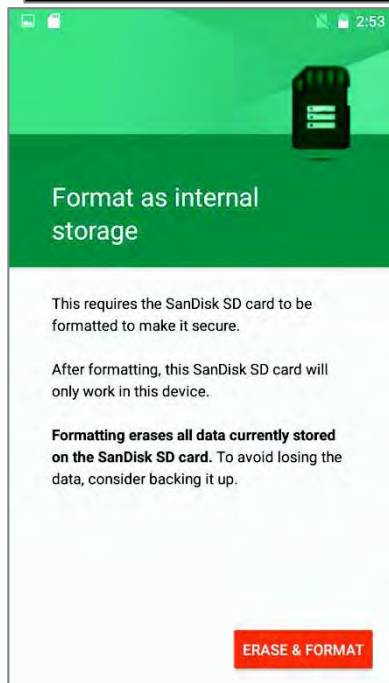 2:53
Format as internal
storage
This requires the SanDisk SD card to be
formatted to make it secure.
After formatting, this SanDisk SD card will
only work in this device.
Formatting erases all data currently stored
on the SanDisk SD card. To avoid losing the
data, consider backing it up.
ERASE & FORMAT